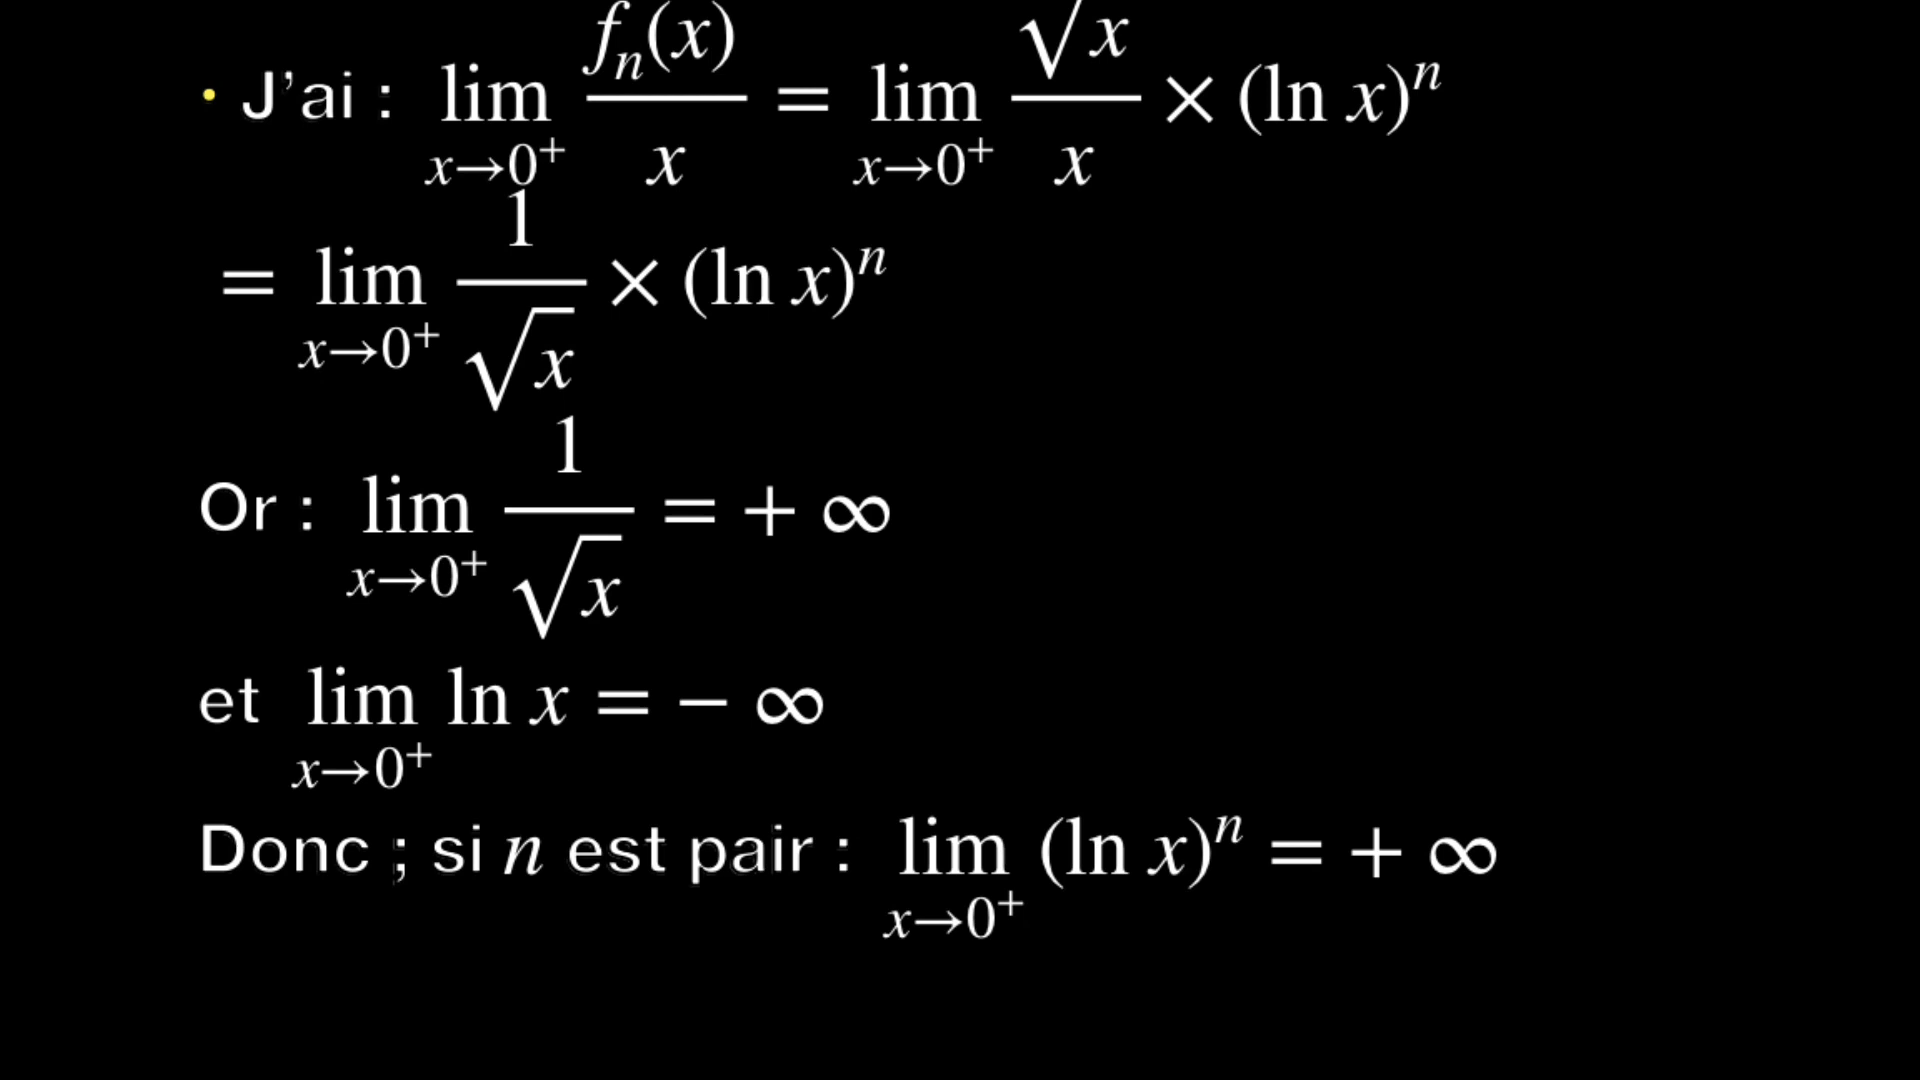 • J'ai : lim_{x→0⁺} fₙ(x)/x = lim_{x→0⁺} √x/x × (ln x)ⁿ
= lim_{x→0⁺} 1/√x × (ln x)ⁿ
Or : lim_{x→0⁺} 1/√x = + ∞
et lim_{x→0⁺} ln x = − ∞
Donc ; si n est pair : lim_{x→0⁺} (ln x)ⁿ = + ∞